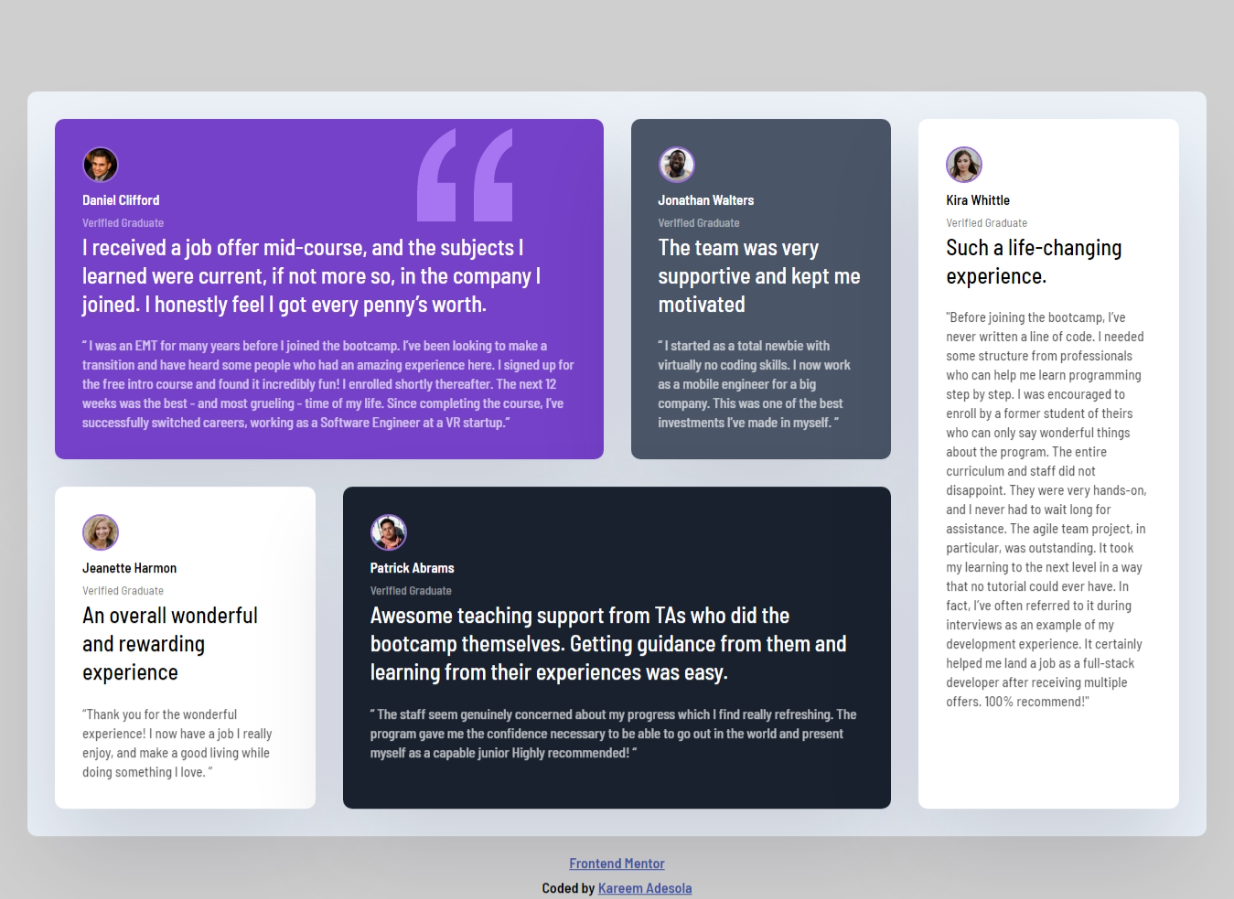 Daniel Clifford
Verified Graduate
I received a job offer mid-course, and the subjects I
learned were current, if not more so, in the company I
joined. I honestly feel I got every penny’s worth.
“ I was an EMT for many years before I joined the bootcamp. I’ve been looking to make a
transition and have heard some people who had an amazing experience here. I signed up for
the free intro course and found it incredibly fun! I enrolled shortly thereafter. The next 12
weeks was the best - and most grueling - time of my life. Since completing the course, I’ve
successfully switched careers, working as a Software Engineer at a VR startup.”
Jonathan Walters
Verified Graduate
The team was very
supportive and kept me
motivated
“ I started as a total newbie with
virtually no coding skills. I now work
as a mobile engineer for a big
company. This was one of the best
investments I’ve made in myself. ”
Kira Whittle
Verified Graduate
Such a life-changing
experience.
"Before joining the bootcamp, I’ve
never written a line of code. I needed
some structure from professionals
who can help me learn programming
step by step. I was encouraged to
enroll by a former student of theirs
who can only say wonderful things
about the program. The entire
curriculum and staff did not
disappoint. They were very hands-on,
and I never had to wait long for
assistance. The agile team project, in
particular, was outstanding. It took
my learning to the next level in a way
that no tutorial could ever have. In
fact, I’ve often referred to it during
interviews as an example of my
development experience. It certainly
helped me land a job as a full-stack
developer after receiving multiple
offers. 100% recommend!"
Jeanette Harmon
Verified Graduate
An overall wonderful
and rewarding
experience
“Thank you for the wonderful
experience! I now have a job I really
enjoy, and make a good living while
doing something I love. ”
Patrick Abrams
Verified Graduate
Awesome teaching support from TAs who did the
bootcamp themselves. Getting guidance from them and
learning from their experiences was easy.
“ The staff seem genuinely concerned about my progress which I find really refreshing. The
program gave me the confidence necessary to be able to go out in the world and present
myself as a capable junior Highly recommended! “
Frontend Mentor
Coded by Kareem Adesola